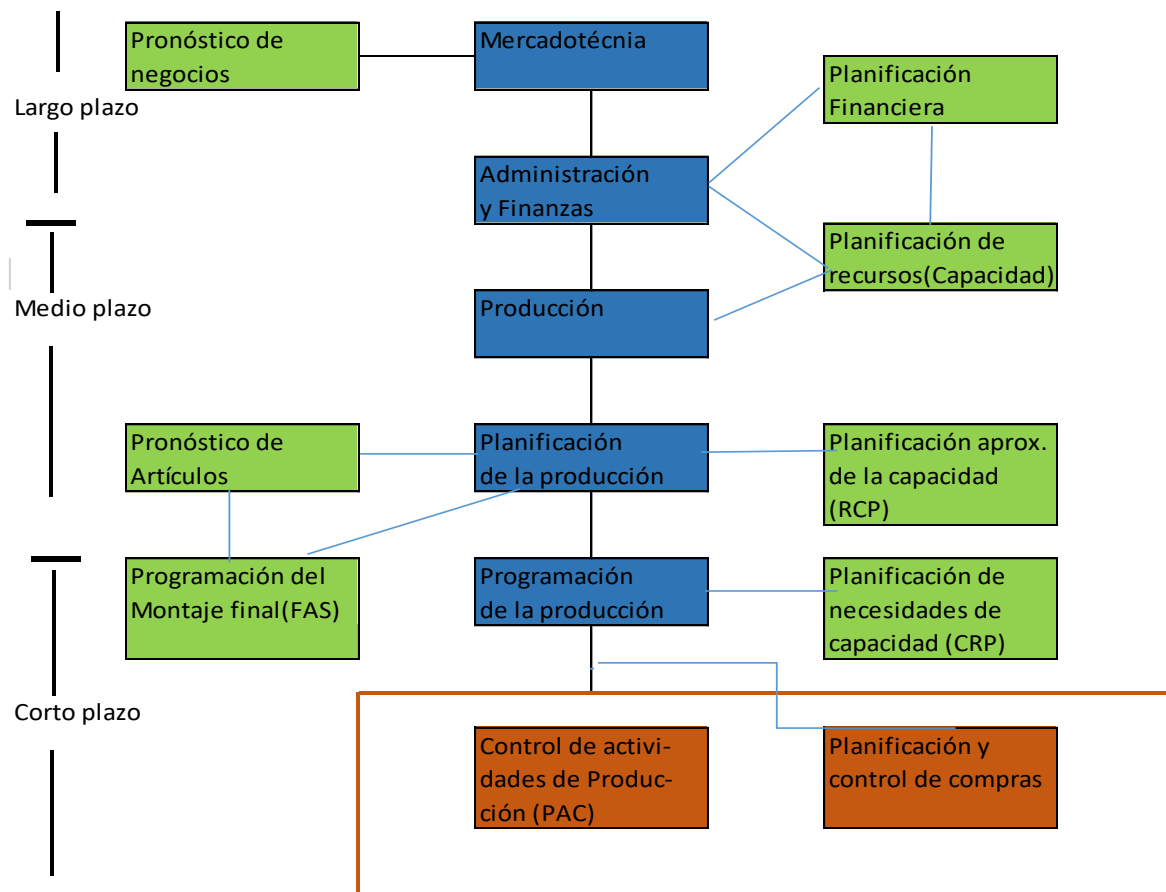 Pronóstico de
negocios
Mercadotécnia
Planificación
Financiera
Largo plazo
Administración
y Finanzas
Planificación de
recursos(Capacidad)
Medio plazo
Producción
Pronóstico de
Artículos
Planificación
de la producción
Planificación aprox.
de la capacidad
(RCP)
Programación del
Montaje final(FAS)
Programación
de la producción
Planificación de
necesidades de
capacidad (CRP)
Corto plazo
Control de activi-
dades de Produc-
ción (PAC)
Planificación y
control de compras